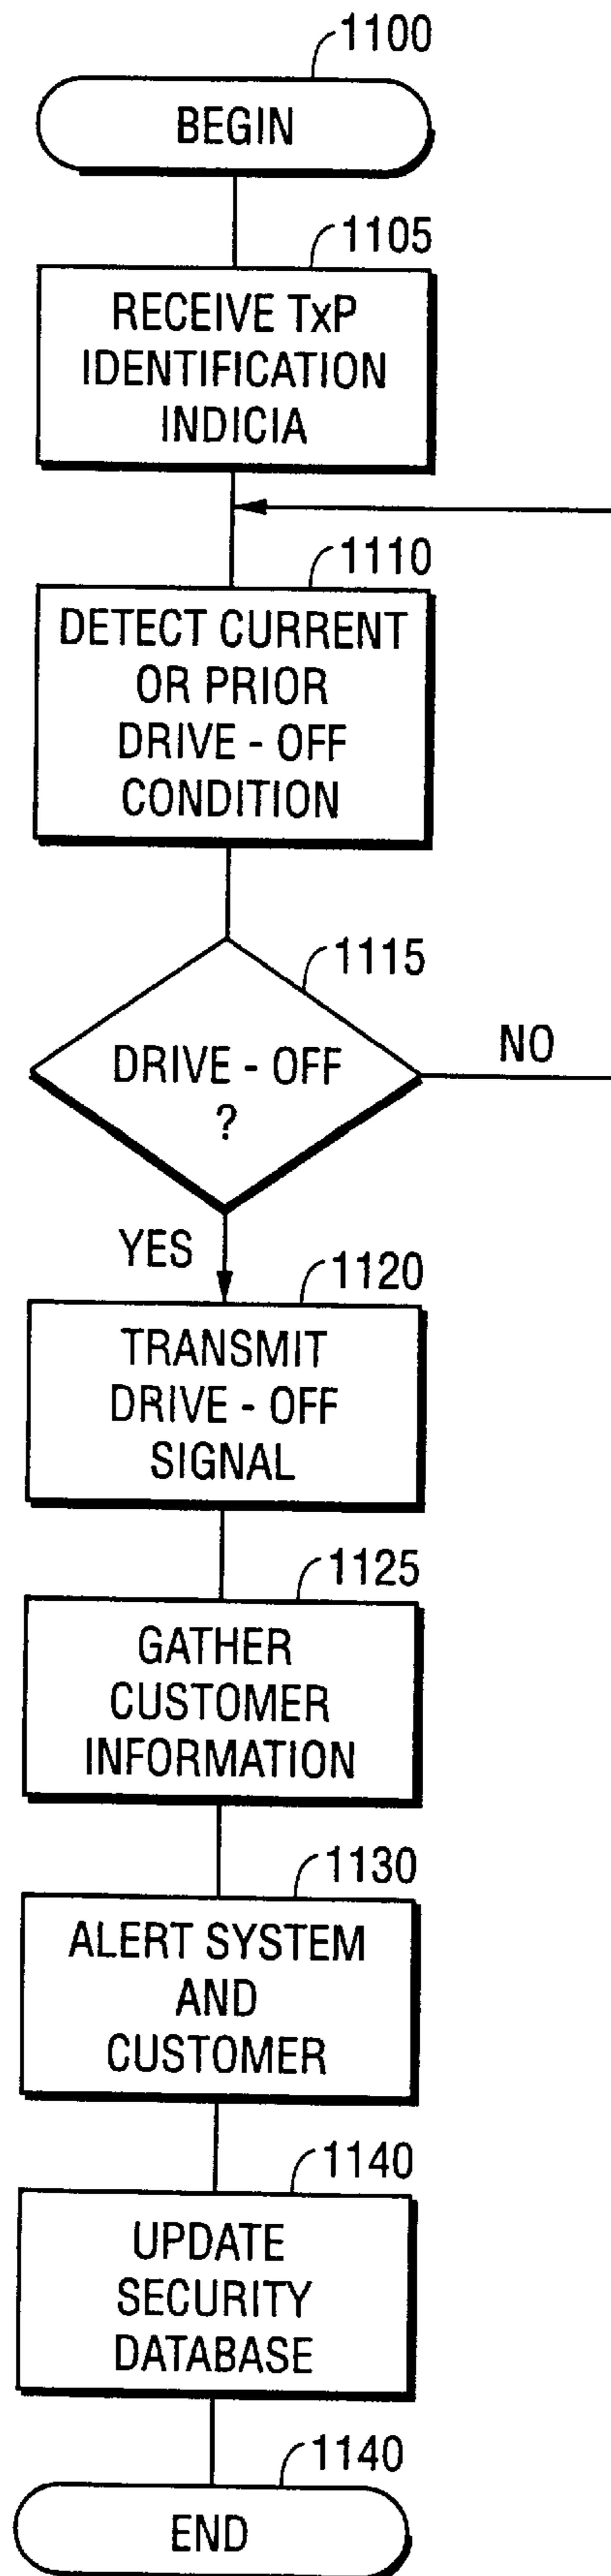 1100
BEGIN
1105
RECEIVE TxP
IDENTIFICATION
INDICIA
1110
DETECT CURRENT
OR PRIOR
DRIVE - OFF
CONDITION
1115
DRIVE - OFF
?
NO
YES
1120
TRANSMIT
DRIVE - OFF
SIGNAL
1125
GATHER
CUSTOMER
INFORMATION
1130
ALERT SYSTEM
AND
CUSTOMER
1140
UPDATE
SECURITY
DATABASE
1140
END